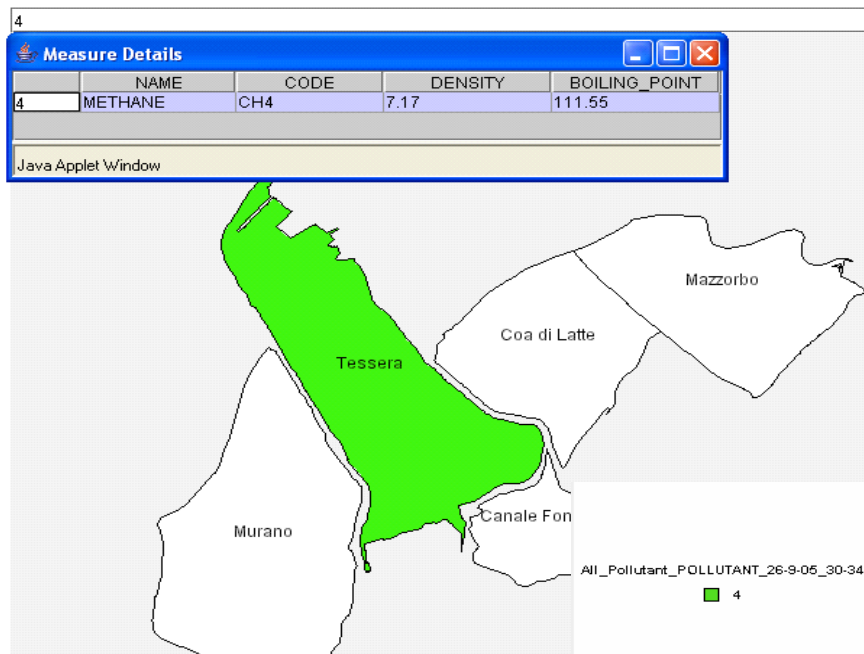 4
Measure Details
NAME CODE DENSITY BOILING_POINT
4 METHANE CH4 7.17 111.55
Java Applet Window
Mazzorbo
Coa di Latte
Tessera
Canale Fon
Murano
All_Pollutant_POLLUTANT_26-9-05_30-34
4